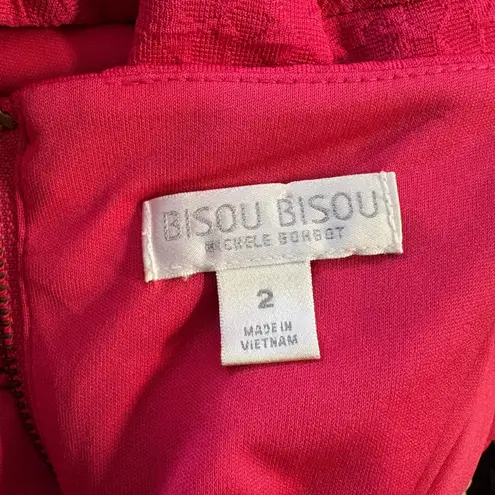 BISOU BISOU
MICHELE BOHBOT
2
MADE IN
VIETNAM